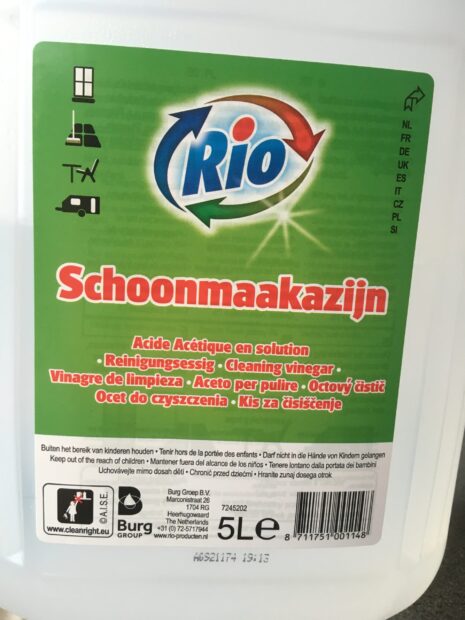 Rio
NL
FR
DE
UK
ES
IT
CZ
PL
SI
Schoonmaakazijn
Acide Acétique en solution
• Reinigungsessig • Cleaning vinegar •
Vinagre de limpieza • Aceto per pulire • Octový čistič
Ocet do czyszczenia • Kis za čisiščenje
Buiten het bereik van kinderen houden • Tenir hors de la portée des enfants • Darf nicht in die Hände von Kindern golangen
Keep out of the reach of children • Mantener fuera del alcance de los niños • Tenere lontano dalla portata dei bambini
Uchovávejte mimo dosah dětí • Chronić przed dziećmi • Hranite zunaj dosega otrok
©A.I.S.E.
www.cleanright.eu
Burg
GROUP
Burg Groep B.V.
Marconistraat 26
1704 RG
Heerhugowaard
The Netherlands
+31 (0) 72-5717944
www.rio-producten.nl
7245202
5Le
8 711751 001148
A6921174 19:13